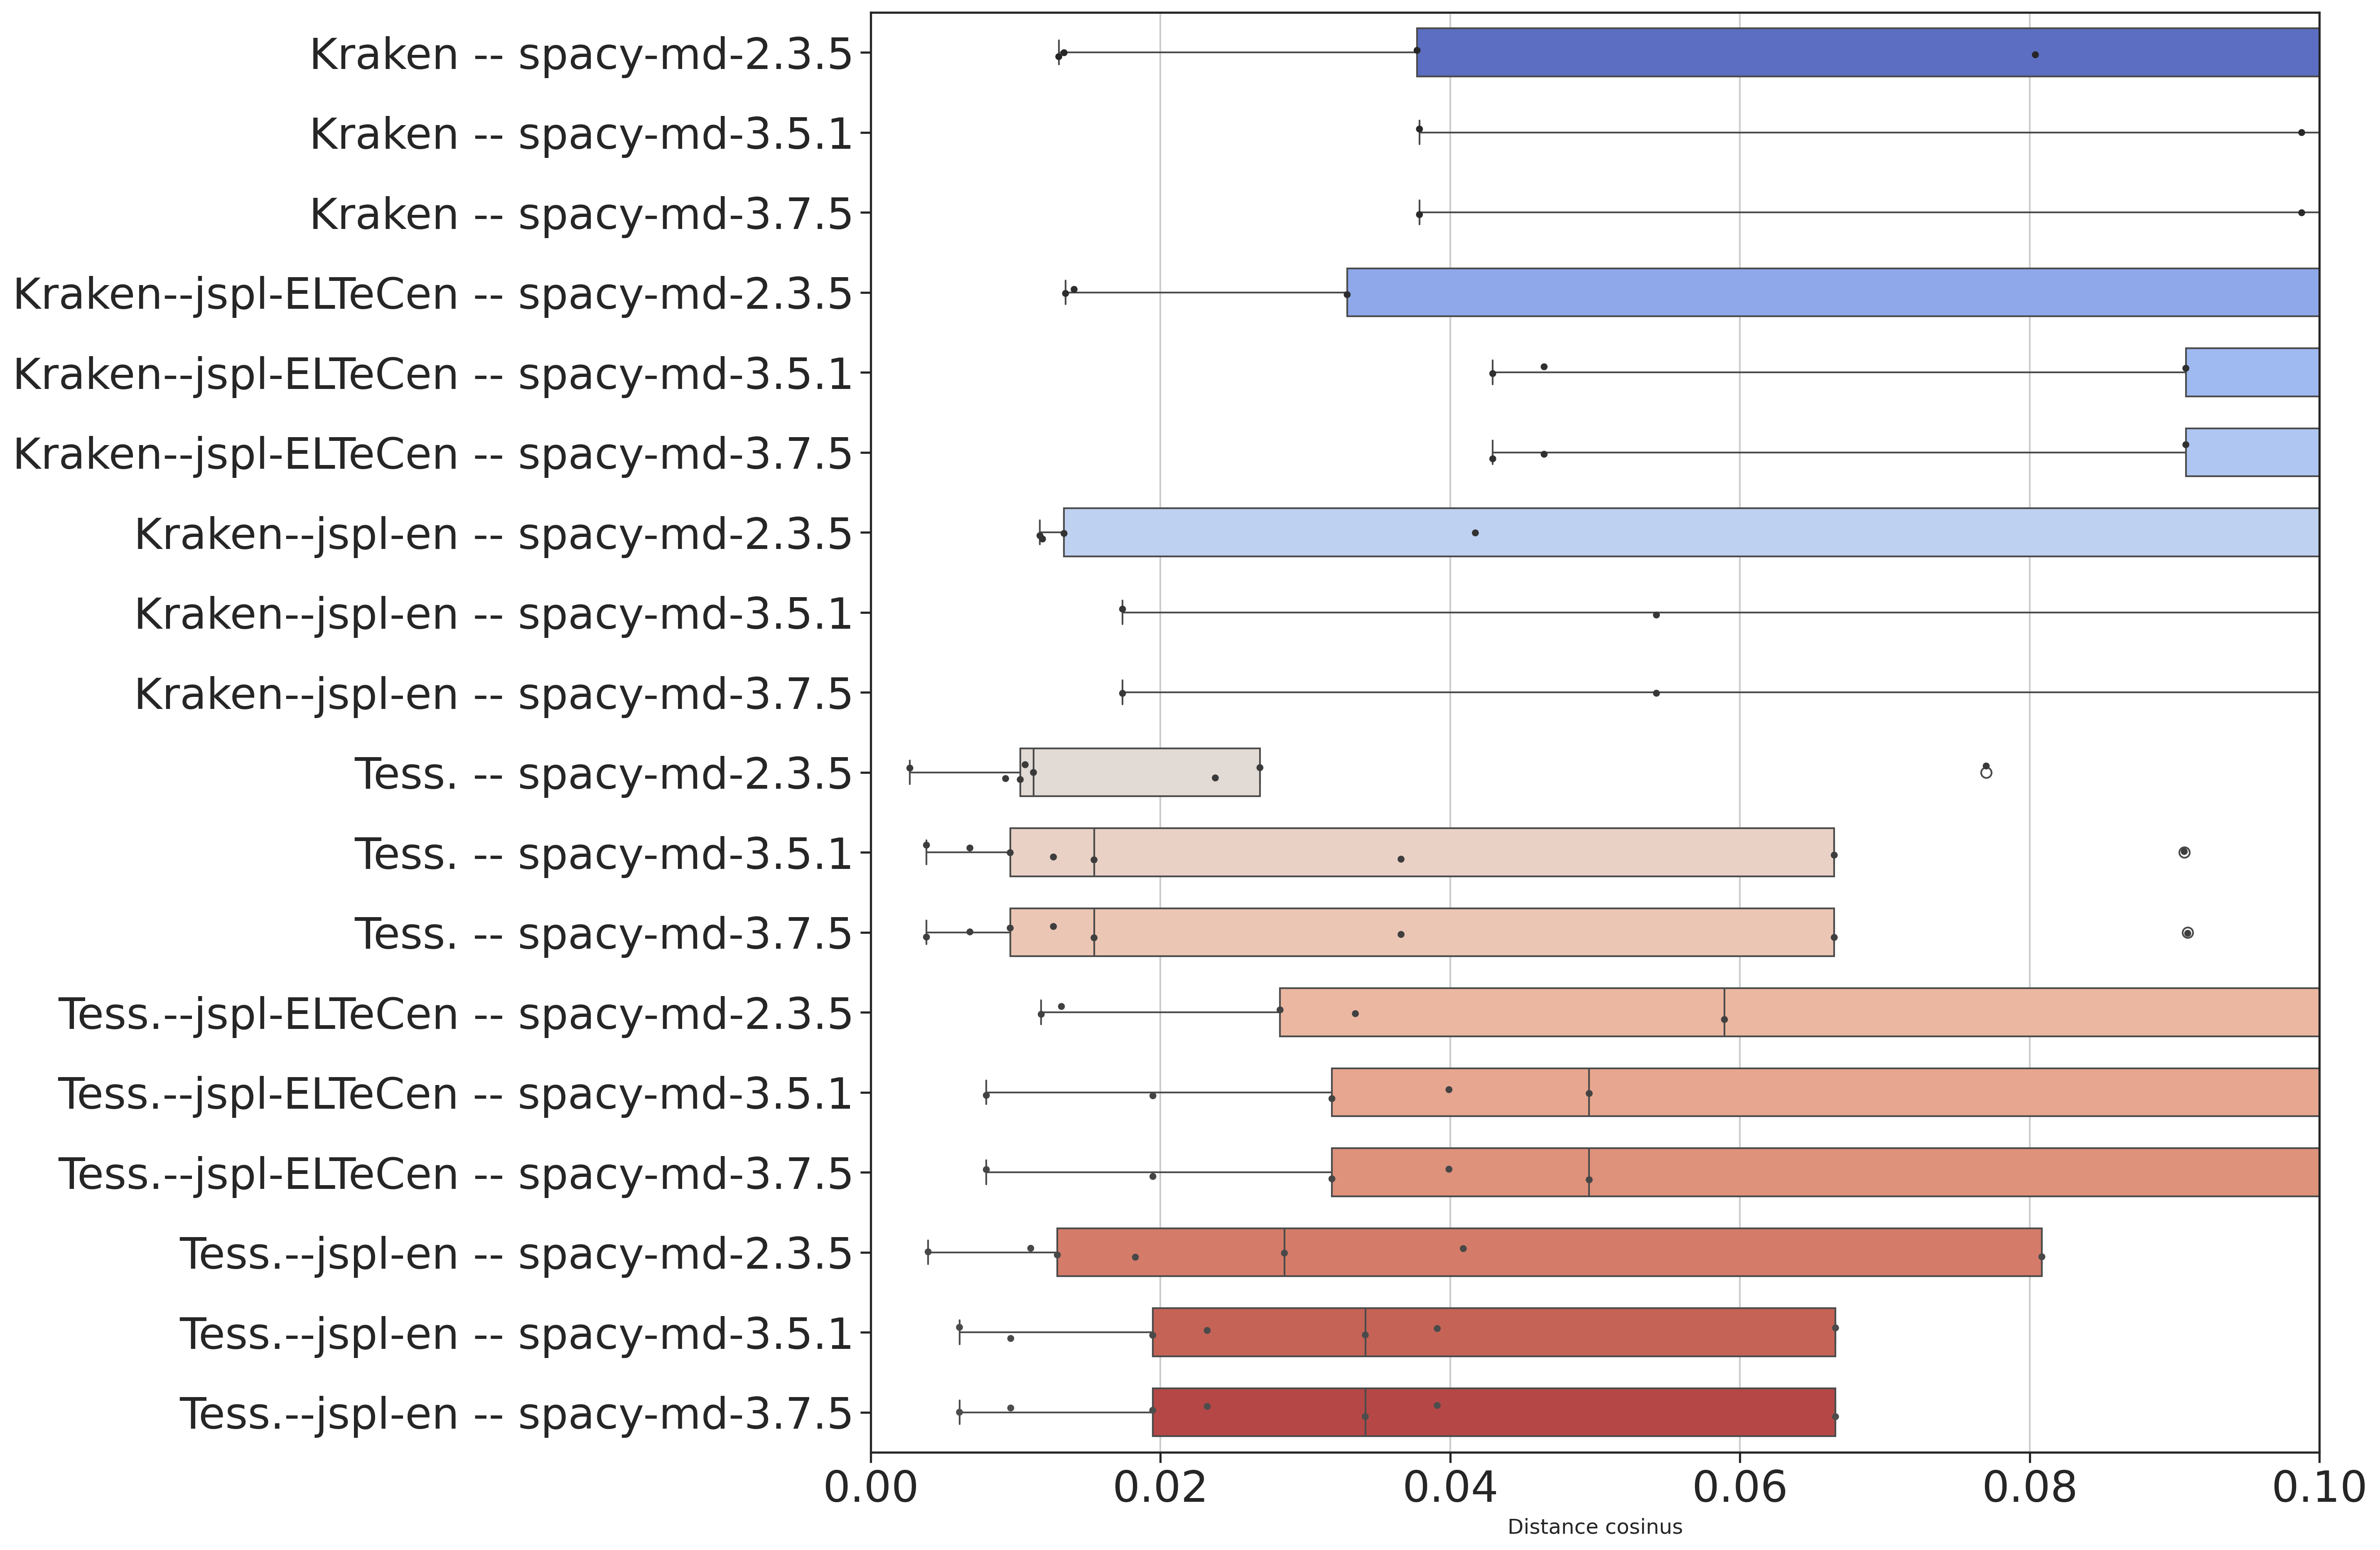 Kraken -- spacy-md-2.3.5
Kraken -- spacy-md-3.5.1
Kraken -- spacy-md-3.7.5
Kraken--jspl-ELTeCen -- spacy-md-2.3.5
Kraken--jspl-ELTeCen -- spacy-md-3.5.1
Kraken--jspl-ELTeCen -- spacy-md-3.7.5
Kraken--jspl-en -- spacy-md-2.3.5
Kraken--jspl-en -- spacy-md-3.5.1
Kraken--jspl-en -- spacy-md-3.7.5
Tess. -- spacy-md-2.3.5
Tess. -- spacy-md-3.5.1
Tess. -- spacy-md-3.7.5
Tess.--jspl-ELTeCen -- spacy-md-2.3.5
Tess.--jspl-ELTeCen -- spacy-md-3.5.1
Tess.--jspl-ELTeCen -- spacy-md-3.7.5
Tess.--jspl-en -- spacy-md-2.3.5
Tess.--jspl-en -- spacy-md-3.5.1
Tess.--jspl-en -- spacy-md-3.7.5
0.00 0.02 0.04 0.06 0.08 0.10
Distance cosinus